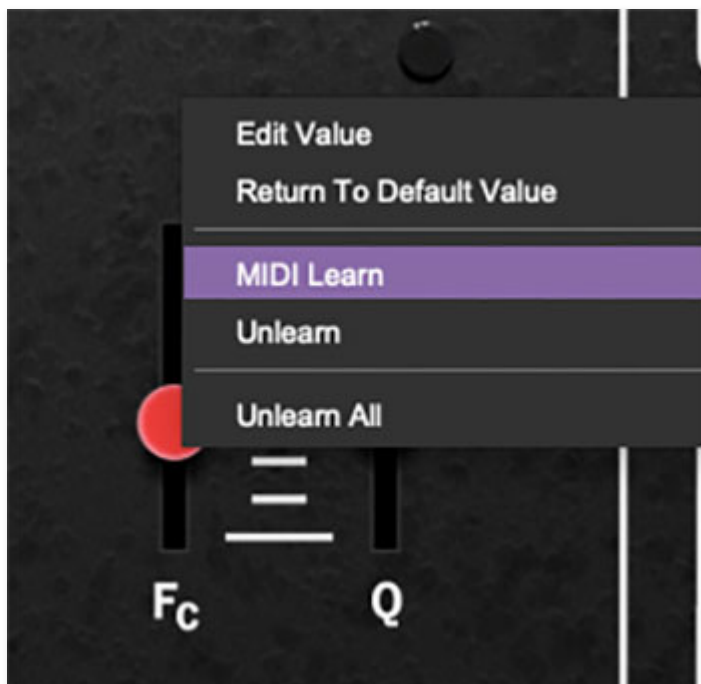 Edit Value
Return To Default Value
MIDI Learn
Unlearn
Unlearn All
Fc Q